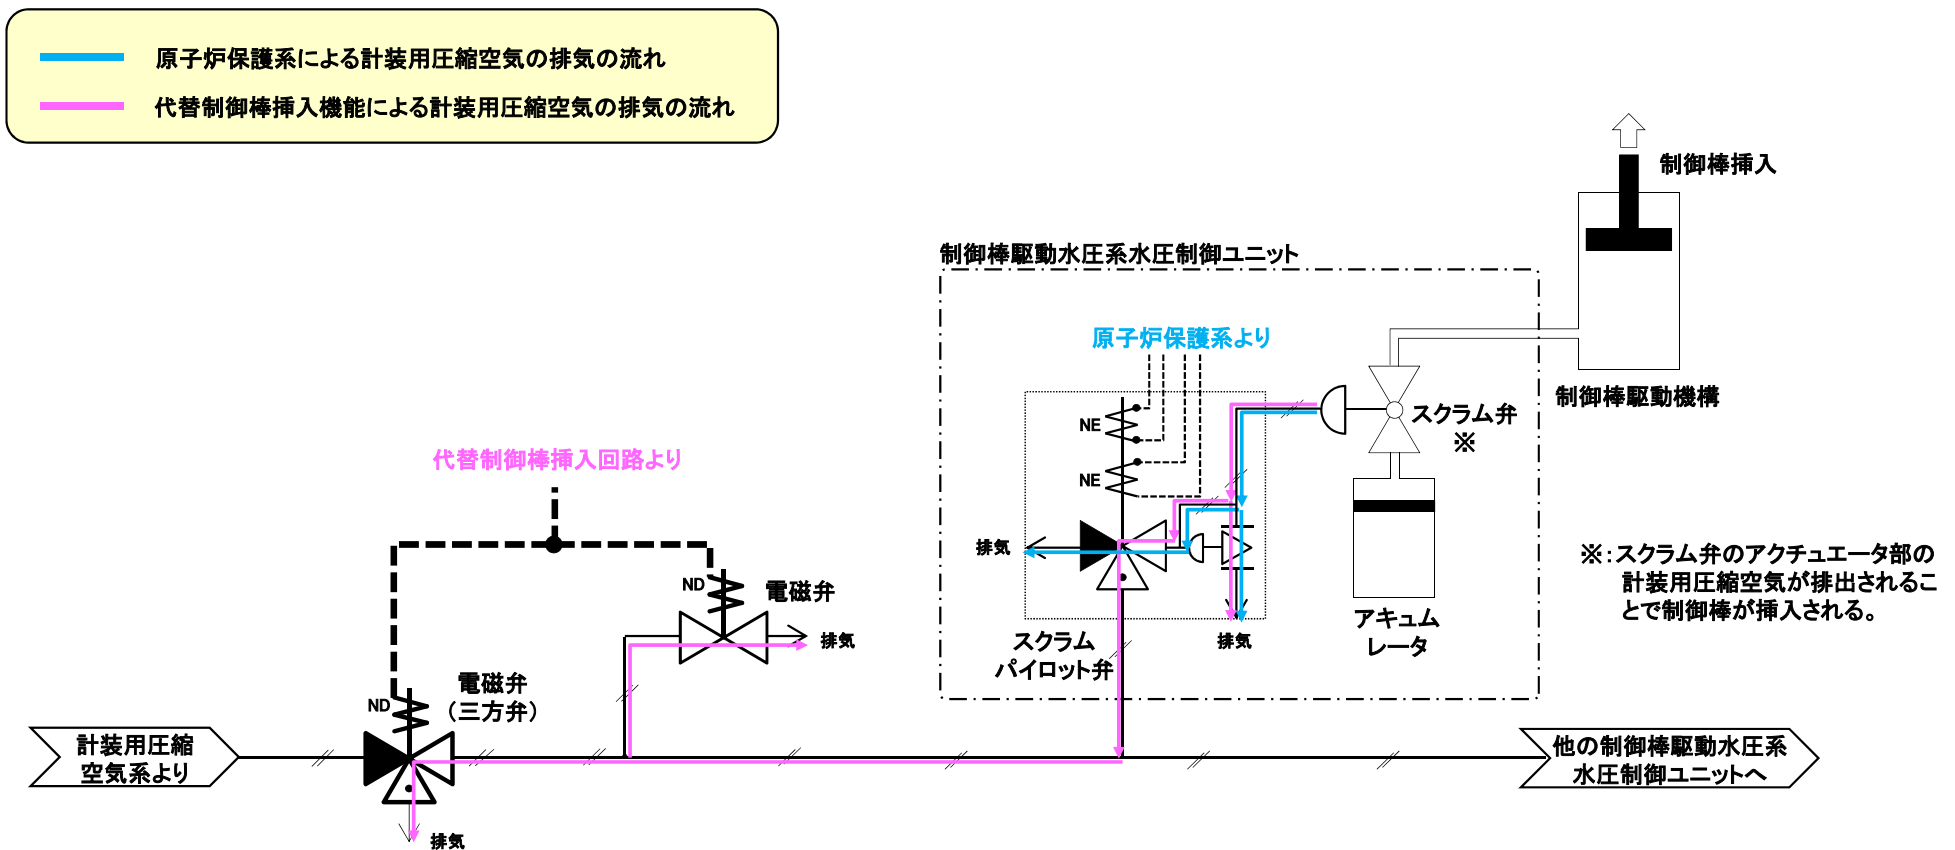 原子炉保護系による計装用圧縮空気の排気の流れ
代替制御棒挿入機能による計装用圧縮空気の排気の流れ
制御棒挿入
制御棒駆動水圧系水圧制御ユニット
原子炉保護系より
制御棒駆動機構
NE
スクラム弁
※
代替制御棒挿入回路より
NE
排気
※：スクラム弁のアクチュエータ部の
計装用圧縮空気が排出されるこ
とで制御棒が挿入される。
ND
電磁弁
排気
アキュム
レータ
スクラム
パイロット弁
排気
電磁弁
（三方弁）
ND
計装用圧縮
空気系より
他の制御棒駆動水圧系
水圧制御ユニットへ
排気